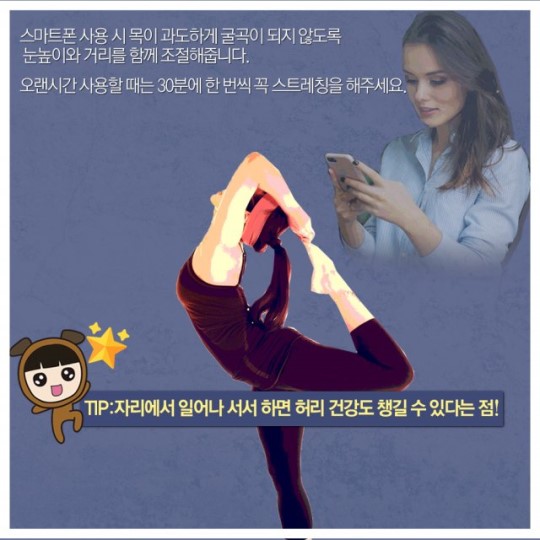 스마트폰 사용 시 목이 과도하게 굴곡이 되지 않도록
눈높이와 거리를 함께 조절해줍니다.
오랜시간 사용할 때는 30분에 한 번씩 꼭 스트레칭을 해주세요.
TIP:자리에서 일어나 서서 하면 허리 건강도 챙길 수 있다는 점!